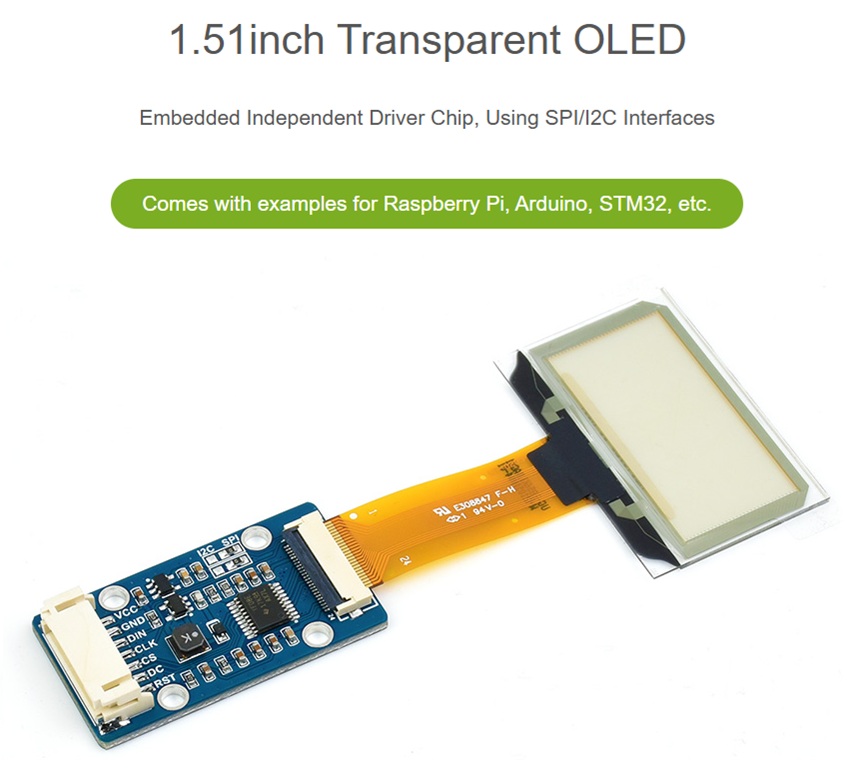 1.51inch Transparent OLED
Embedded Independent Driver Chip, Using SPI/I2C Interfaces
Comes with examples for Raspberry Pi, Arduino, STM32, etc.
E308847 F-H
1 94V-0
1
24
I2C SPI
VCC
GND
DIN
CLK
CS
DC
RST
K